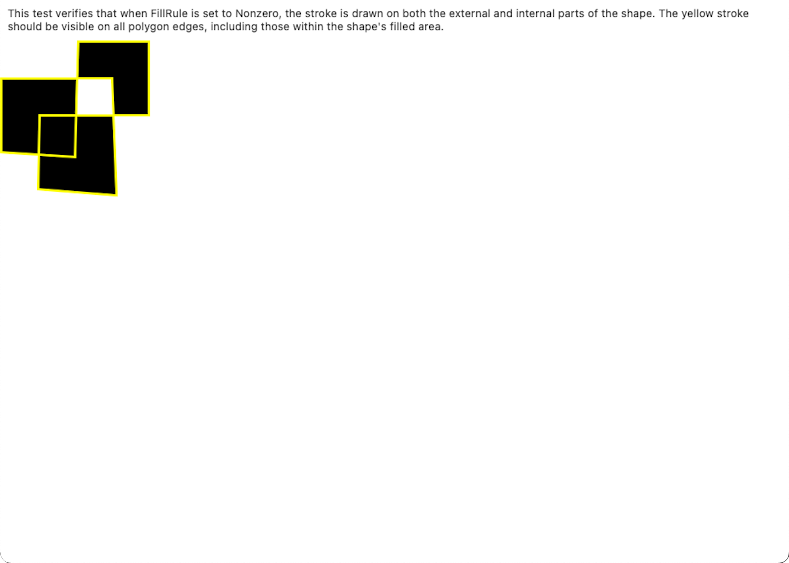 This test verifies that when FillRule is set to Nonzero, the stroke is drawn on both the external and internal parts of the shape. The yellow stroke
should be visible on all polygon edges, including those within the shape's filled area.